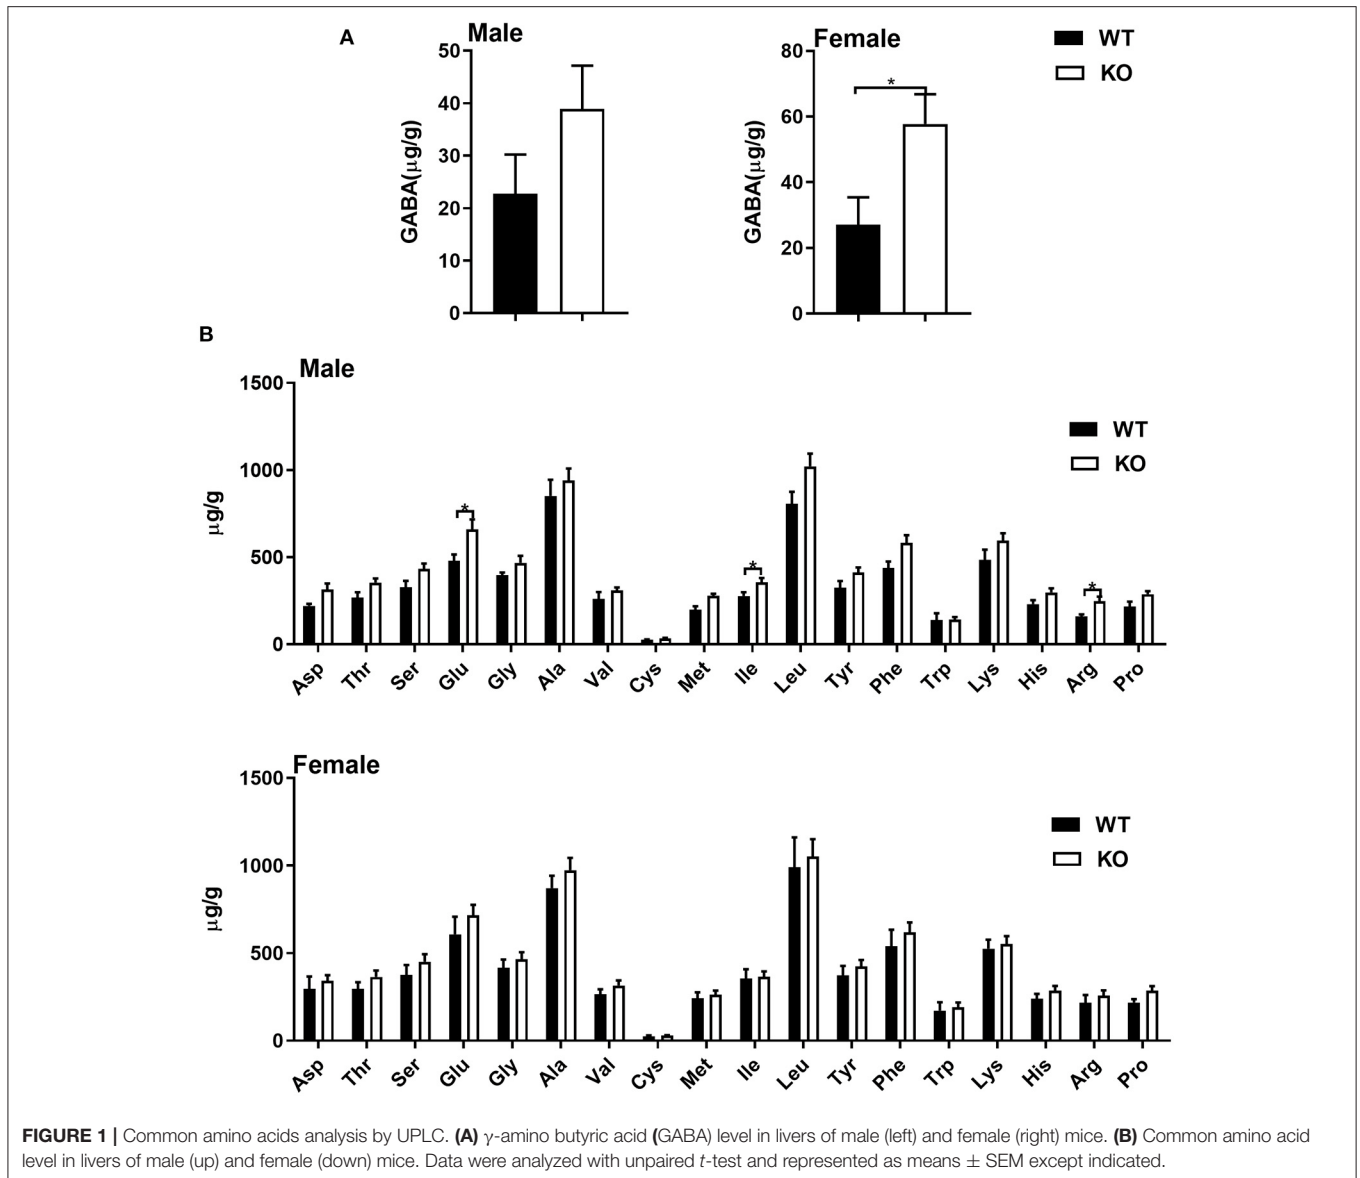 A
Male
50
40
30
20
10
0
GABA(μg/g)
Female
80
60
40
20
0
GABA(μg/g)
*
WT
KO
B
Male
1500
1000
500
0
μg/g
*
*
*
WT
KO
Asp Thr Ser Glu Gly Ala Val Cys Met Ile Leu Tyr Phe Trp Lys His Arg Pro
Female
1500
1000
500
0
μg/g
WT
KO
Asp Thr Ser Glu Gly Ala Val Cys Met Ile Leu Tyr Phe Trp Lys His Arg Pro
FIGURE 1 | Common amino acids analysis by UPLC. (A) γ-amino butyric acid (GABA) level in livers of male (left) and female (right) mice. (B) Common amino acid
level in livers of male (up) and female (down) mice. Data were analyzed with unpaired t-test and represented as means ± SEM except indicated.